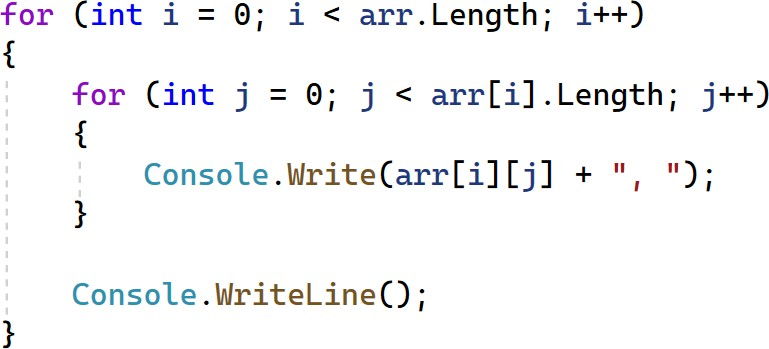 for (int i = 0; i < arr.Length; i++)
{
    for (int j = 0; j < arr[i].Length; j++)
    {
        Console.Write(arr[i][j] + ", ");
    }

    Console.WriteLine();
}